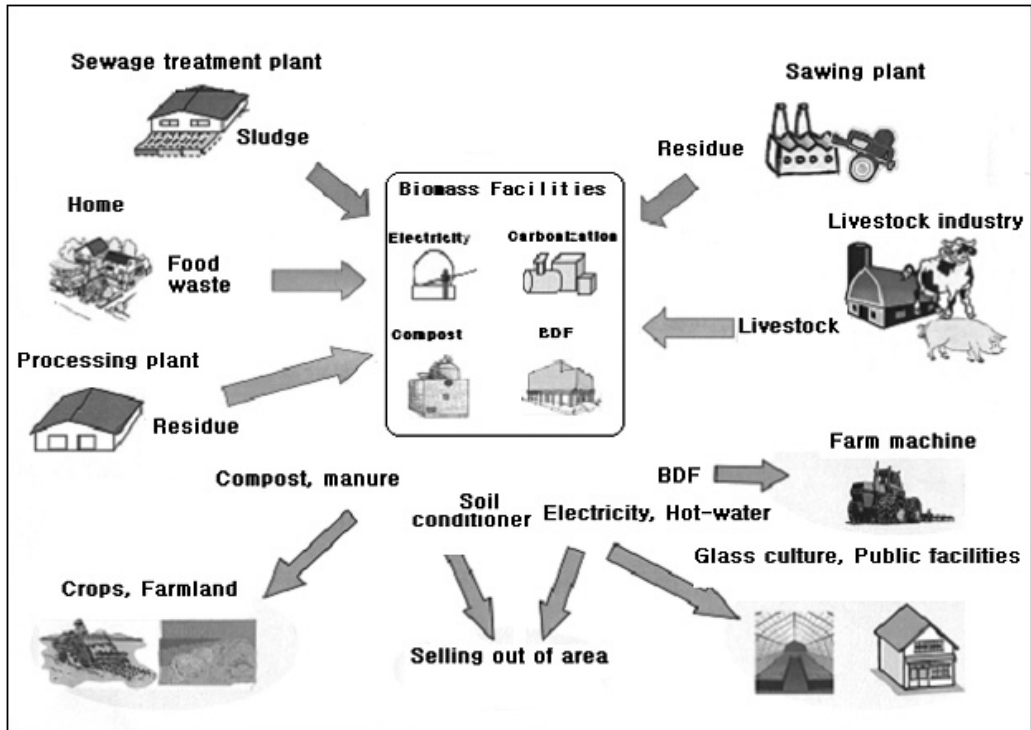 Sewage treatment plant
Sludge
Sawing plant
Residue
Home
Food
waste
Biomass Facilities
Electricity
Carbonization
Compost
BDF
Livestock industry
Livestock
Processing plant
Residue
Compost, manure
Soil
conditioner
Electricity, Hot-water
BDF
Farm machine
Glass culture, Public facilities
Crops, Farmland
Selling out of area